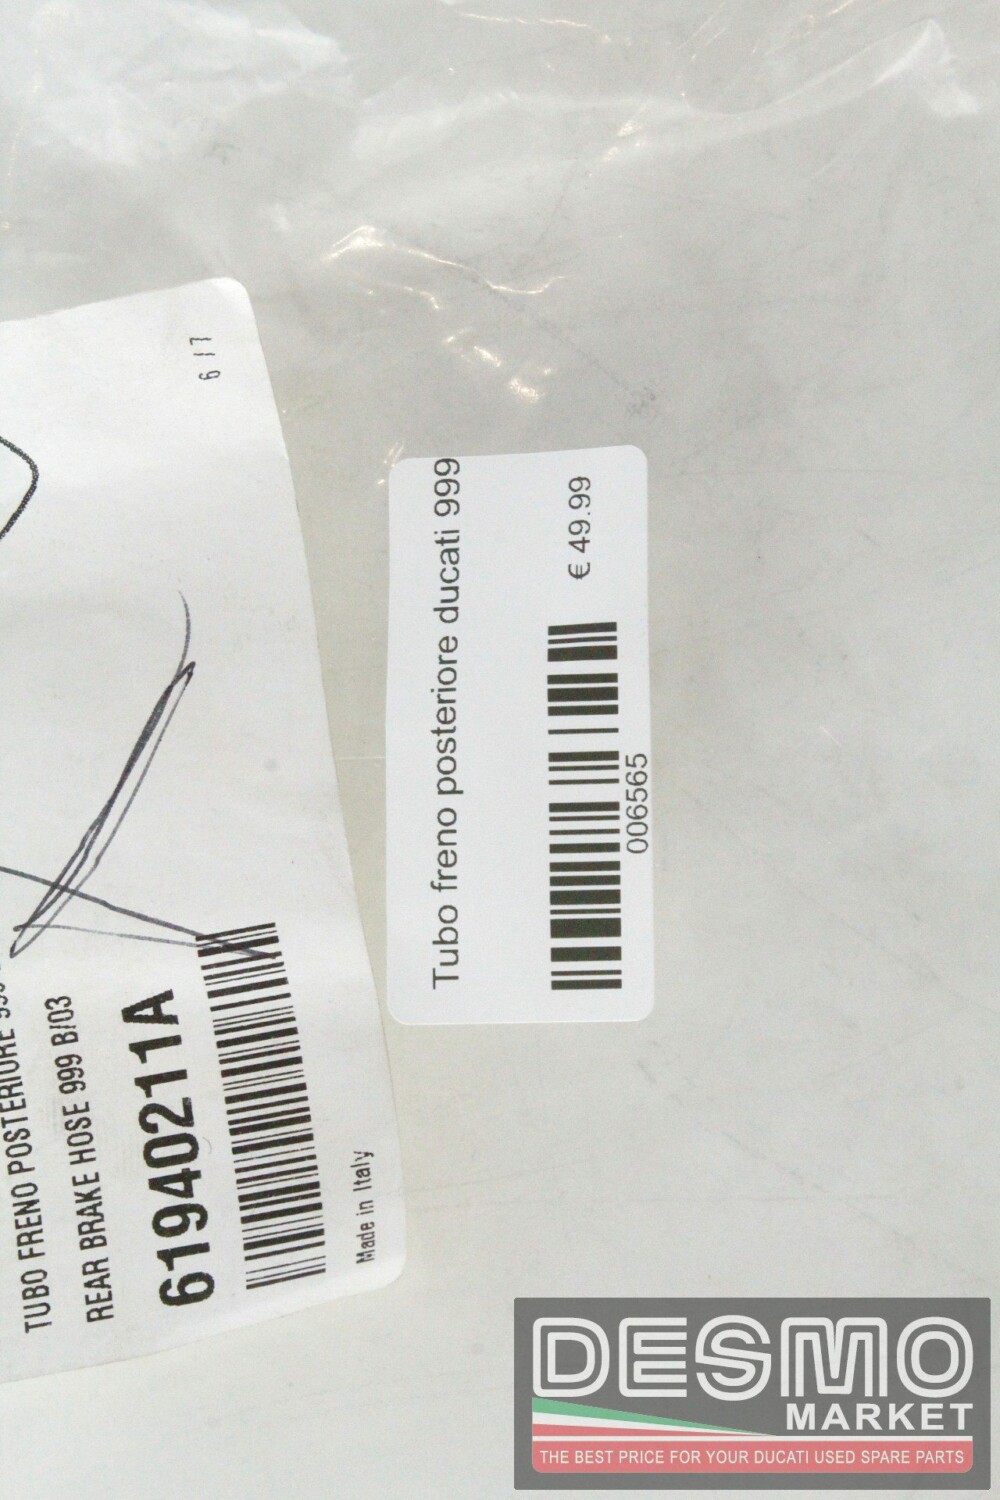 6 17
TUBO FRENO POSTERIORE
REAR BRAKE HOSE 999 B/03
61940211A
Made in Italy
Tubo freno posteriore ducati 999
€ 49.99
006565
DESMO
MARKET
THE BEST PRICE FOR YOUR DUCATI USED SPARE PARTS